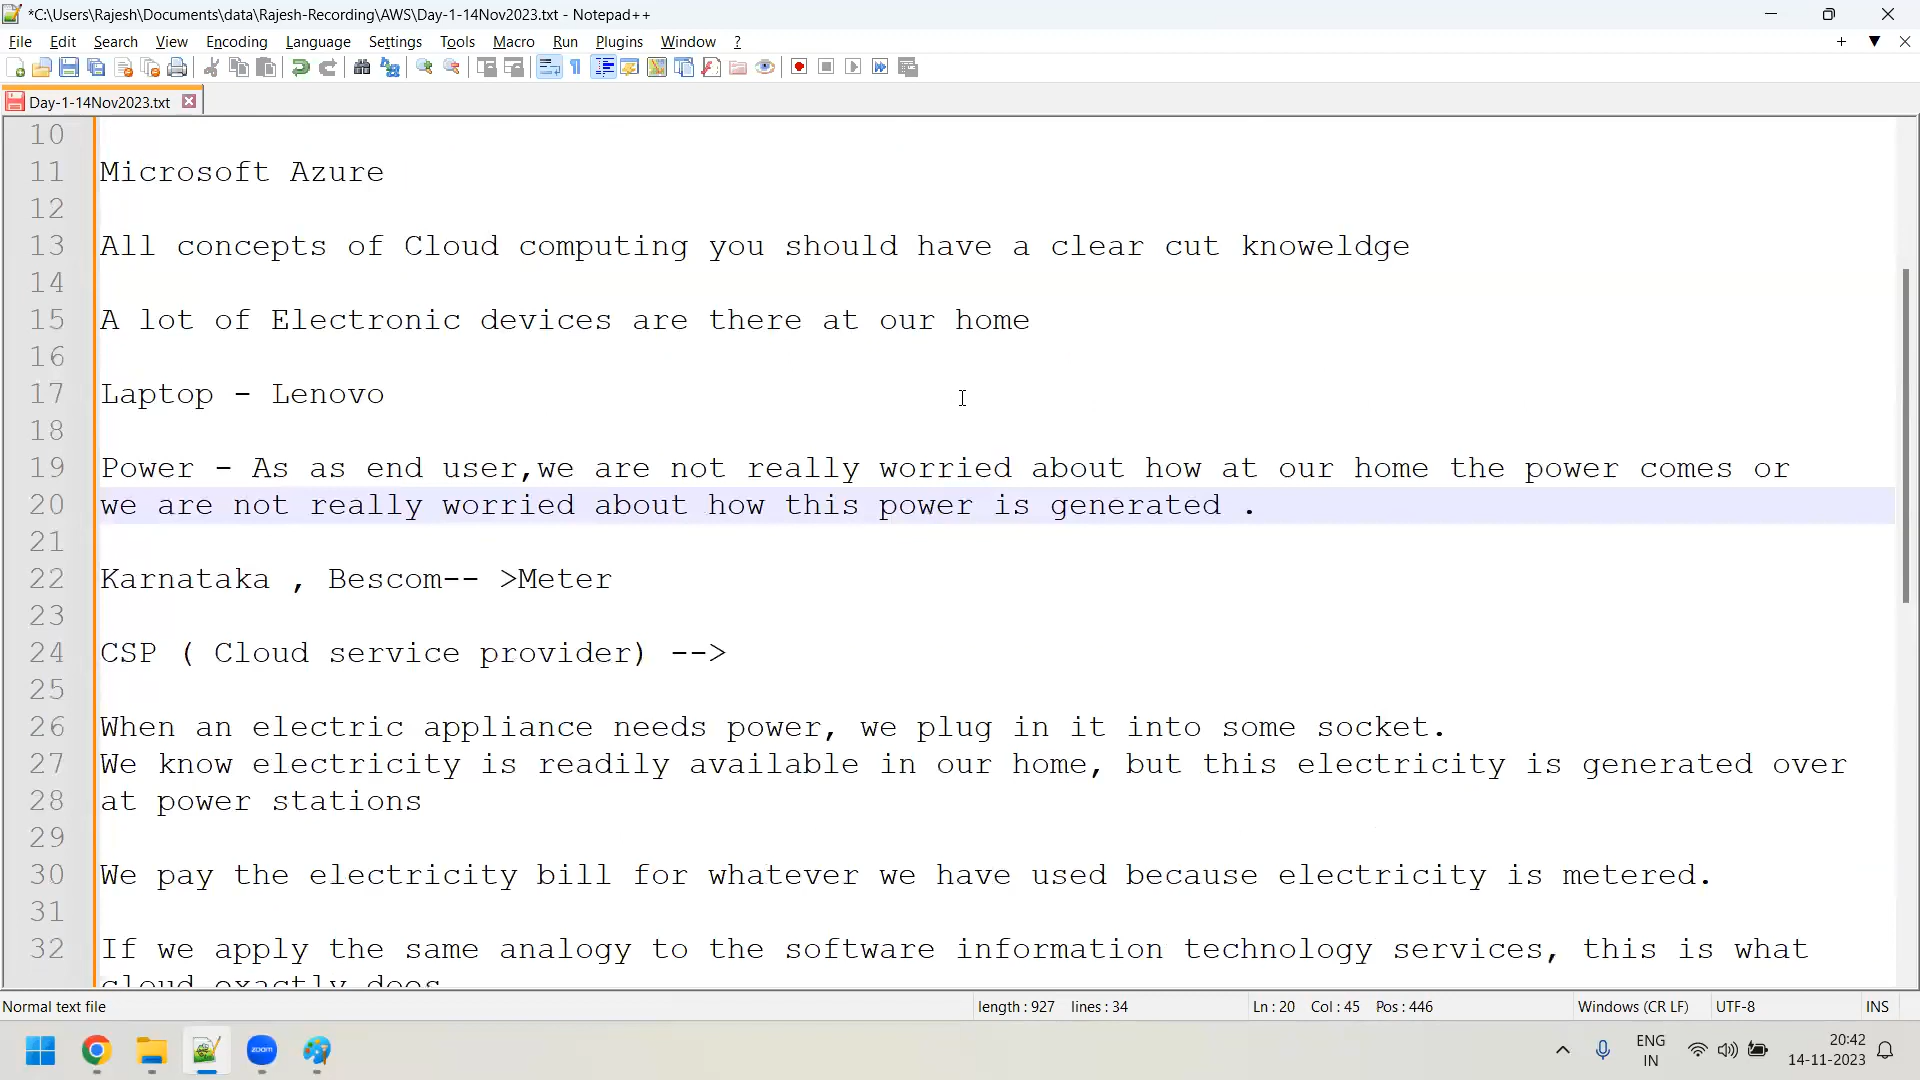 *C:\Users\Rajesh\Documents\data\Rajesh-Recording\AWS\Day-1-14Nov2023.txt - Notepad++
File Edit Search View Encoding Language Settings Tools Macro Run Plugins Window ?
Day-1-14Nov2023.txt
10
11 Microsoft Azure
12
13 All concepts of Cloud computing you should have a clear cut knoweldge
14
15 A lot of Electronic devices are there at our home
16
17 Laptop - Lenovo
18
19 Power - As as end user,we are not really worried about how at our home the power comes or
20 we are not really worried about how this power is generated .
21
22 Karnataka , Bescom-- >Meter
23
24 CSP ( Cloud service provider) -->
25
26 When an electric appliance needs power, we plug in it into some socket.
27 We know electricity is readily available in our home, but this electricity is generated over
28 at power stations
29
30 We pay the electricity bill for whatever we have used because electricity is metered.
31
32 If we apply the same analogy to the software information technology services, this is what
cloud exactly does
Normal text file length : 927 lines : 34 Ln : 20 Col : 45 Pos : 446 Windows (CR LF) UTF-8 INS
zoom
ENG
IN
20:42
14-11-2023